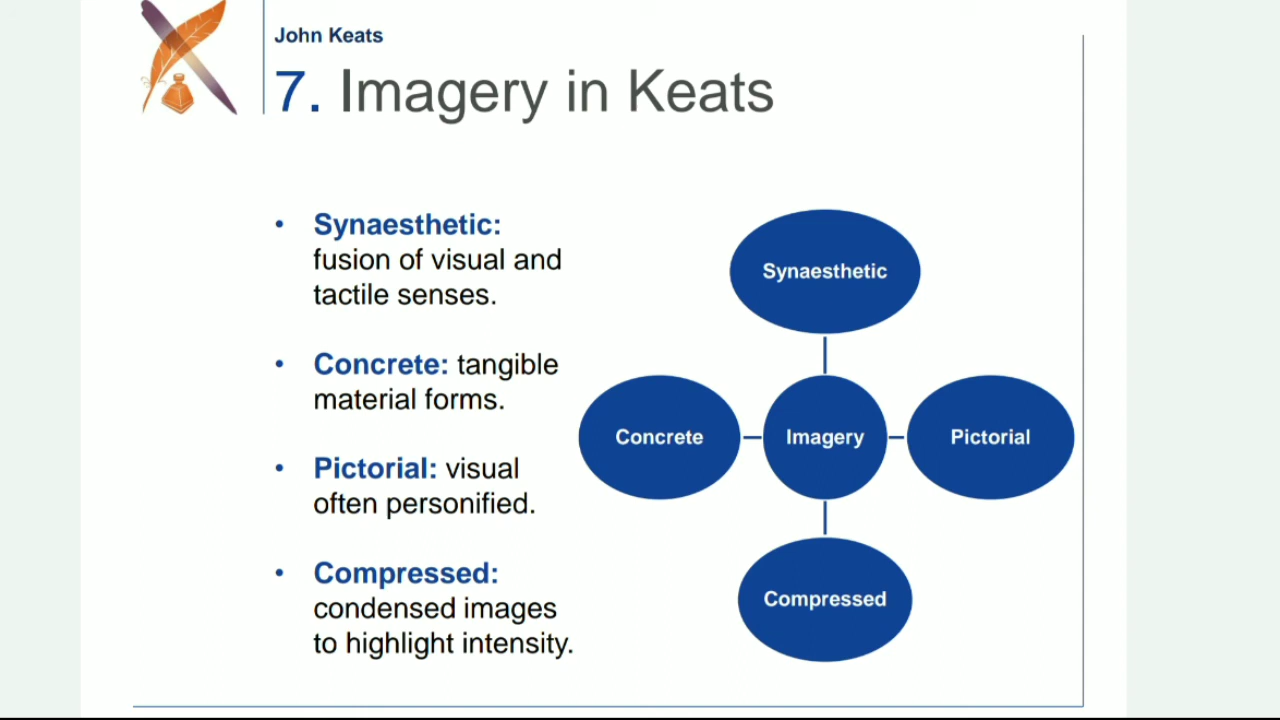 John Keats
7. Imagery in Keats
• Synaesthetic:
fusion of visual and
tactile senses.
• Concrete: tangible
material forms.
• Pictorial: visual
often personified.
• Compressed:
condensed images
to highlight intensity.
Synaesthetic
Concrete
Imagery
Pictorial
Compressed